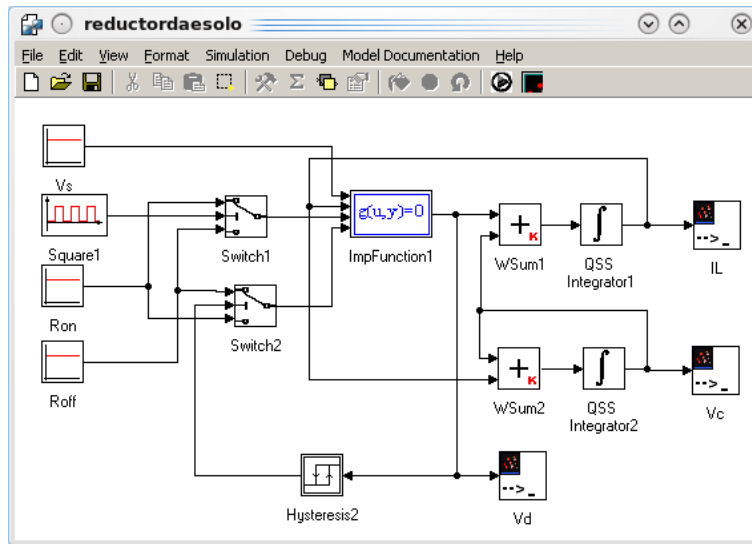 reductordaesolo
File Edit View Format Simulation Debug Model Documentation Help
Vs
Square1
Switch1
g(u,y)=0
ImpFunction1
+
K
WSum1
∫
QSS
Integrator1
-->_
IL
Ron
Switch2
Roff
+
K
WSum2
∫
QSS
Integrator2
-->_
Vc
Hysteresis2
-->_
Vd